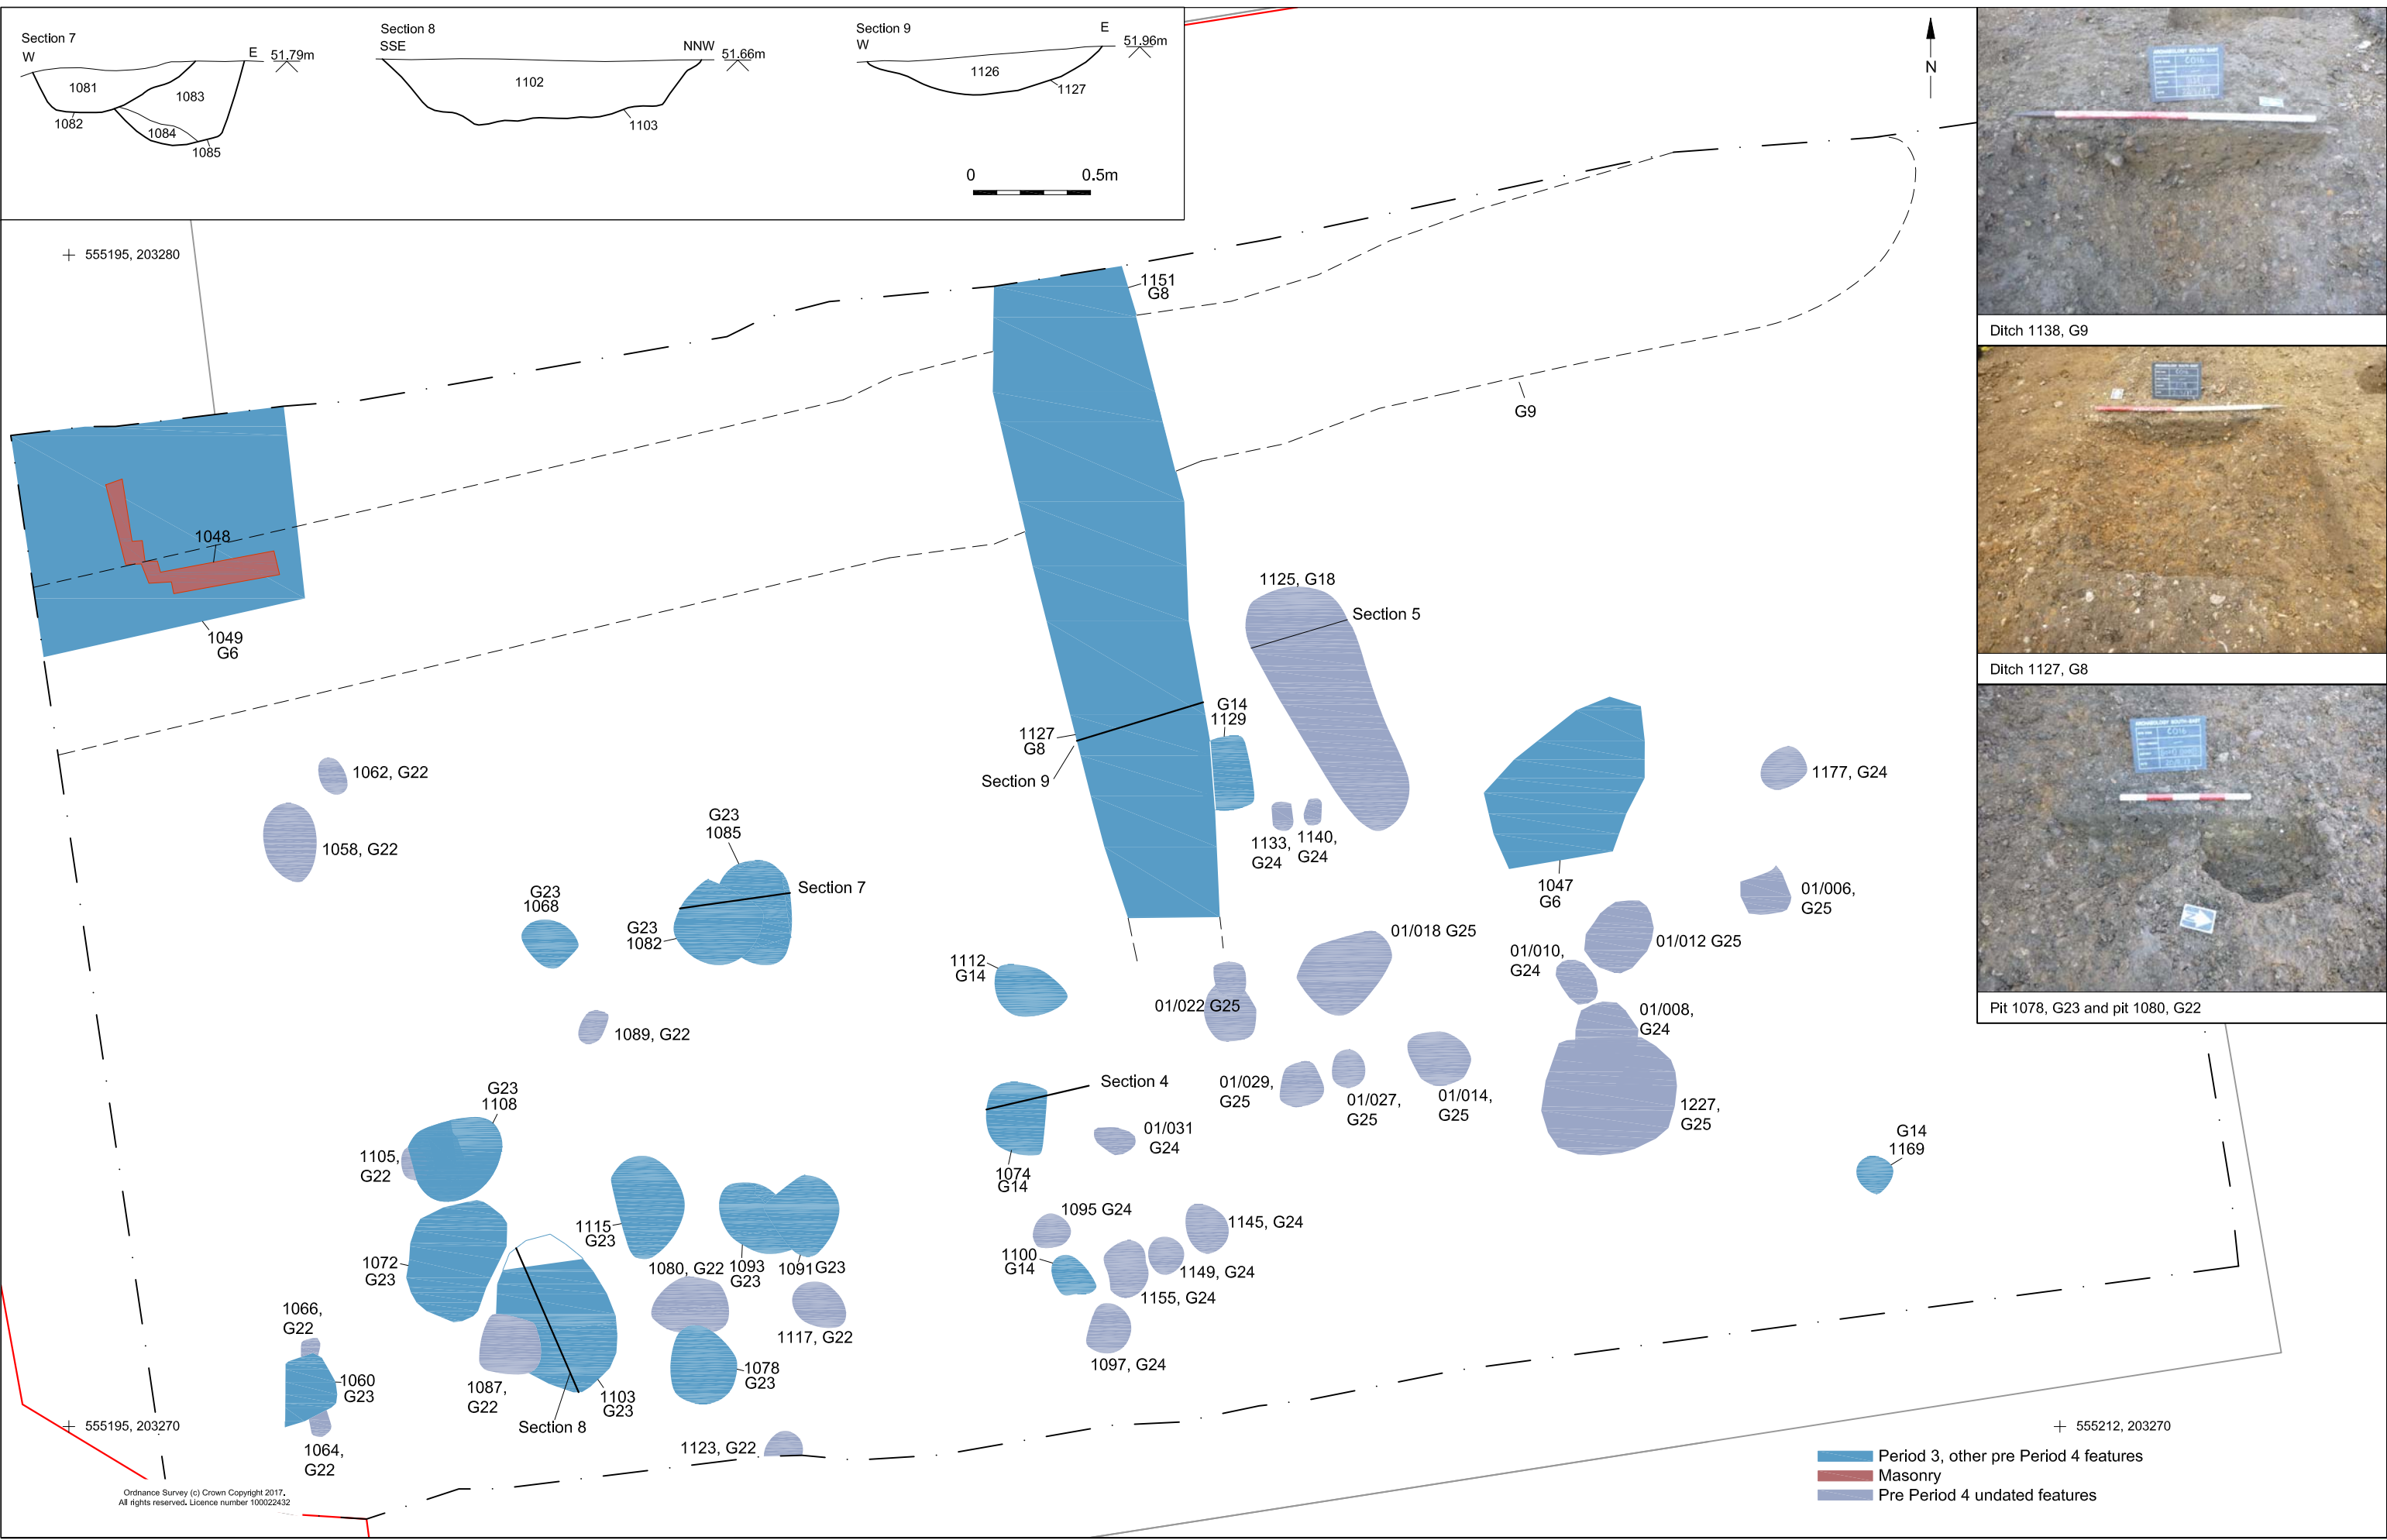 Section 7
W
E
51.79m
1081
1083
1082
1084
1085
Section 8
SSE
NNW
51.66m
1102
1103
Section 9
W
E
51.96m
1126
1127
0
0.5m
N
555195, 203280
1151
G8
G9
1048
1049
G6
1125, G18
Section 5
G14
1129
1127
G8
Section 9
1062, G22
1058, G22
1133,
G24
1140,
G24
1177, G24
G23
1085
Section 7
G23
1068
G23
1082
1047
G6
01/006,
G25
01/018 G25
01/010,
G24
01/012 G25
1112
G14
01/022 G25
01/008,
G24
1089, G22
Section 4
01/029,
G25
01/027,
G25
01/014,
G25
1227,
G25
G23
1108
1105,
G22
01/031
G24
1074
G14
G14
1169
1115
G23
1095 G24
1145, G24
1072
G23
1080, G22
1093
G23
1091 G23
1100
G14
1149, G24
1155, G24
1066,
G22
1117, G22
1060
G23
1078
G23
1097, G24
1087,
G22
1103
G23
Section 8
555195, 203270
1064,
G22
1123, G22
555212, 203270
Period 3, other pre Period 4 features
Masonry
Pre Period 4 undated features
Ordnance Survey (c) Crown Copyright 2017.
All rights reserved. Licence number 100022432
ARCHAEOLOGY SOUTH-EAST
Ditch 1138, G9
ARCHAEOLOGY SOUTH-EAST
Ditch 1127, G8
ARCHAEOLOGY SOUTH-EAST
Pit 1078, G23 and pit 1080, G22